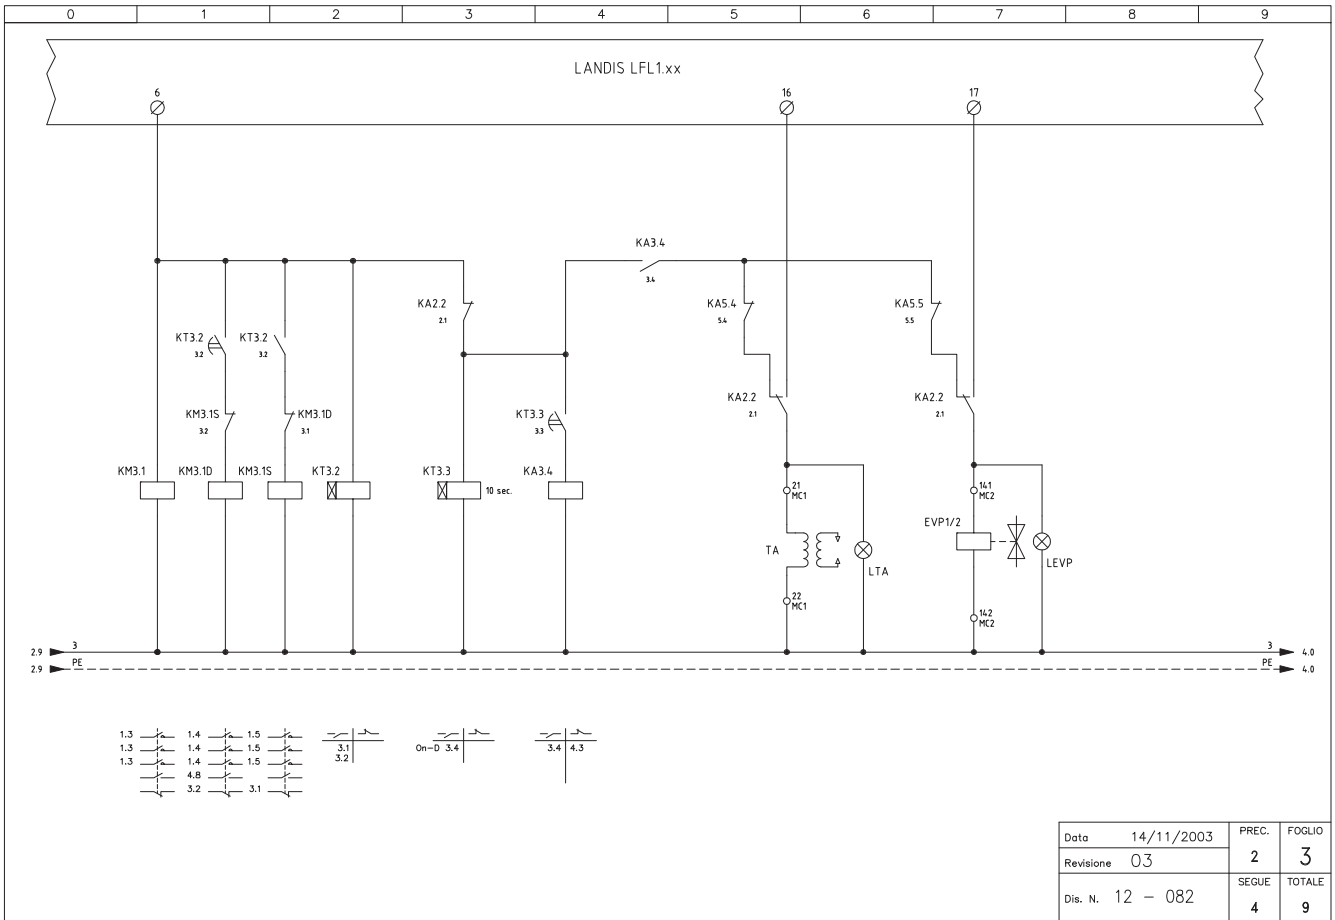 0 1 2 3 4 5 6 7 8 9
LANDIS LFL1.xx
6 16 17
KA3.4
3.4
KA2.2
2.1
KA5.4
5.4
KA5.5
5.5
KT3.2
3.2
KT3.2
3.2
KM3.1S
3.2
KM3.1D
3.1
KT3.3
3.3
KA2.2
2.1
KA2.2
2.1
KM3.1 KM3.1D KM3.1S KT3.2 KT3.3 KA3.4
10 sec.
21
MC1
141
MC2
EVP1/2
TA
LTA
LEVP
22
MC1
142
MC2
2.9 3 3 4.0
2.9 PE PE 4.0
1.3 1.4 1.5
1.3 1.4 1.5
1.3 1.4 1.5
4.8
3.2 3.1
3.1
3.2
On-D 3.4
3.4 4.3
Data 14/11/2003
Revisione 03
Dis. N. 12 - 082
PREC.
2
FOGLIO
3
SEGUE
4
TOTALE
9